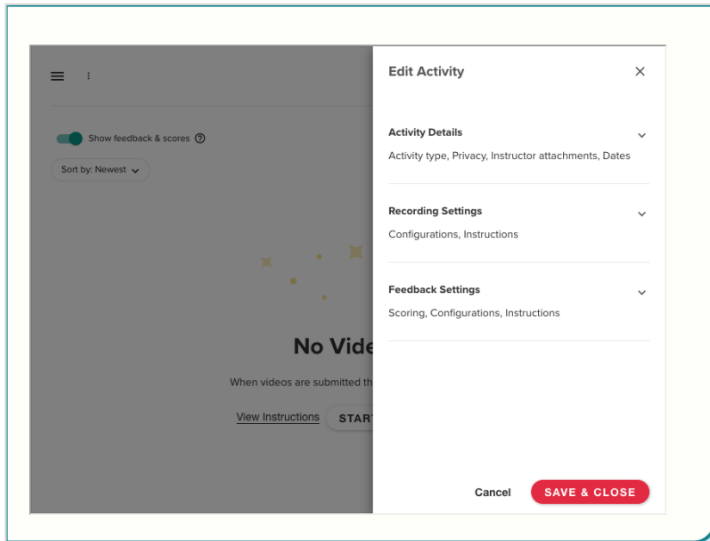 Edit Activity
Show feedback & scores
Sort by: Newest
No Vide
When videos are submitted th
View Instructions START
Activity Details
Activity type, Privacy, Instructor attachments, Dates
Recording Settings
Configurations, Instructions
Feedback Settings
Scoring, Configurations, Instructions
Cancel SAVE & CLOSE